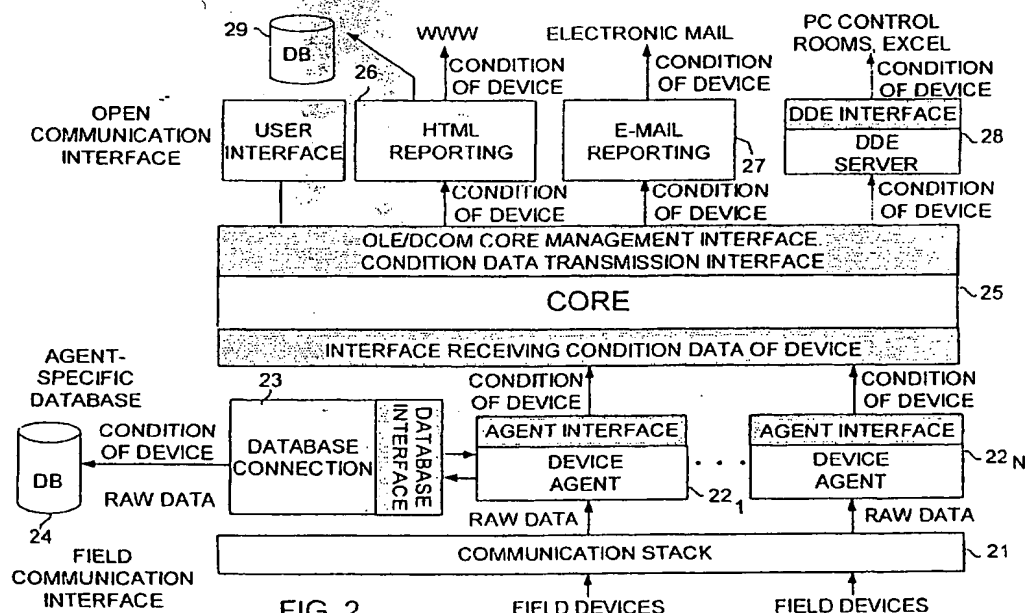 29
DB
WWW
ELECTRONIC MAIL
PC CONTROL
ROOMS, EXCEL
26
CONDITION
OF DEVICE
CONDITION
OF DEVICE
CONDITION
OF DEVICE
OPEN
COMMUNICATION
INTERFACE
USER
INTERFACE
HTML
REPORTING
E-MAIL
REPORTING
27
DDE INTERFACE
DDE
SERVER
28
CONDITION
OF DEVICE
CONDITION
OF DEVICE
CONDITION
OF DEVICE
OLE/DCOM CORE MANAGEMENT INTERFACE.
CONDITION DATA TRANSMISSION INTERFACE
CORE
25
INTERFACE RECEIVING CONDITION DATA OF DEVICE
AGENT-
SPECIFIC
DATABASE
23
CONDITION
OF DEVICE
CONDITION
OF DEVICE
DB
24
CONDITION
OF DEVICE
RAW DATA
DATABASE
CONNECTION
DATABASE
INTERFACE
AGENT INTERFACE
DEVICE
AGENT
22 1
. . .
AGENT INTERFACE
DEVICE
AGENT
22 N
RAW DATA
RAW DATA
FIELD
COMMUNICATION
INTERFACE
COMMUNICATION STACK
21
FIG. 2
FIELD DEVICES
FIELD DEVICES